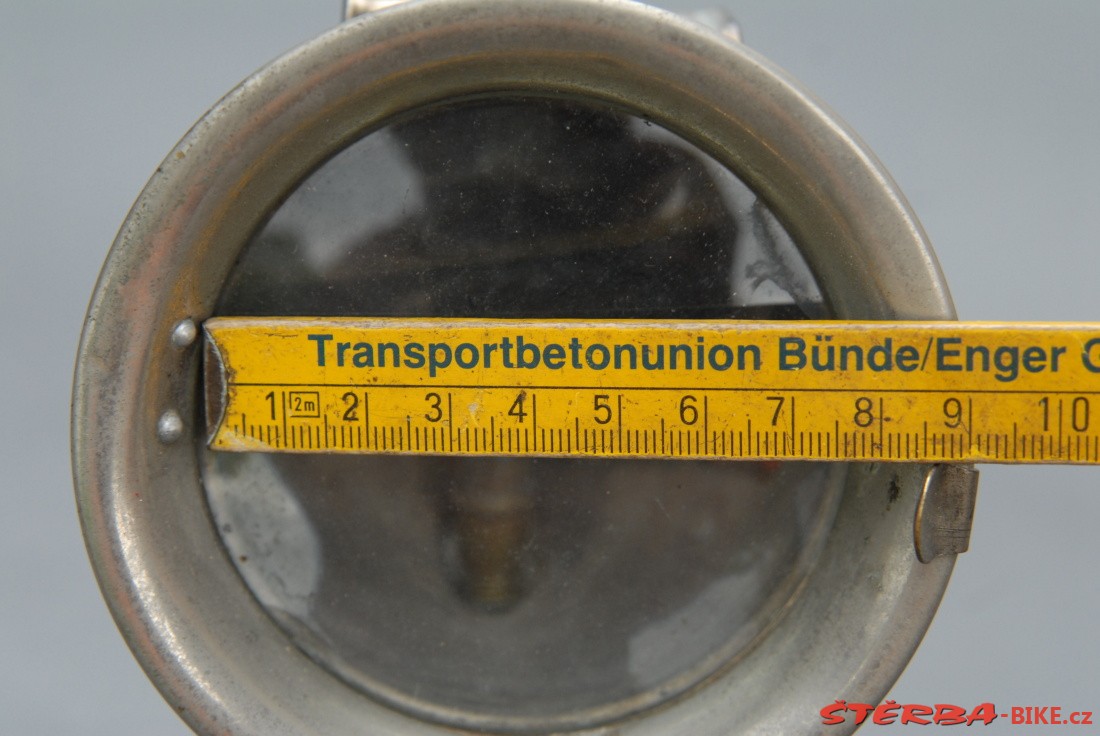 Transportbetonunion Bünde/Enger G
1 2m 2 3 4 5 6 7 8 9 10
ŠTĚRBA-BIKE.cz